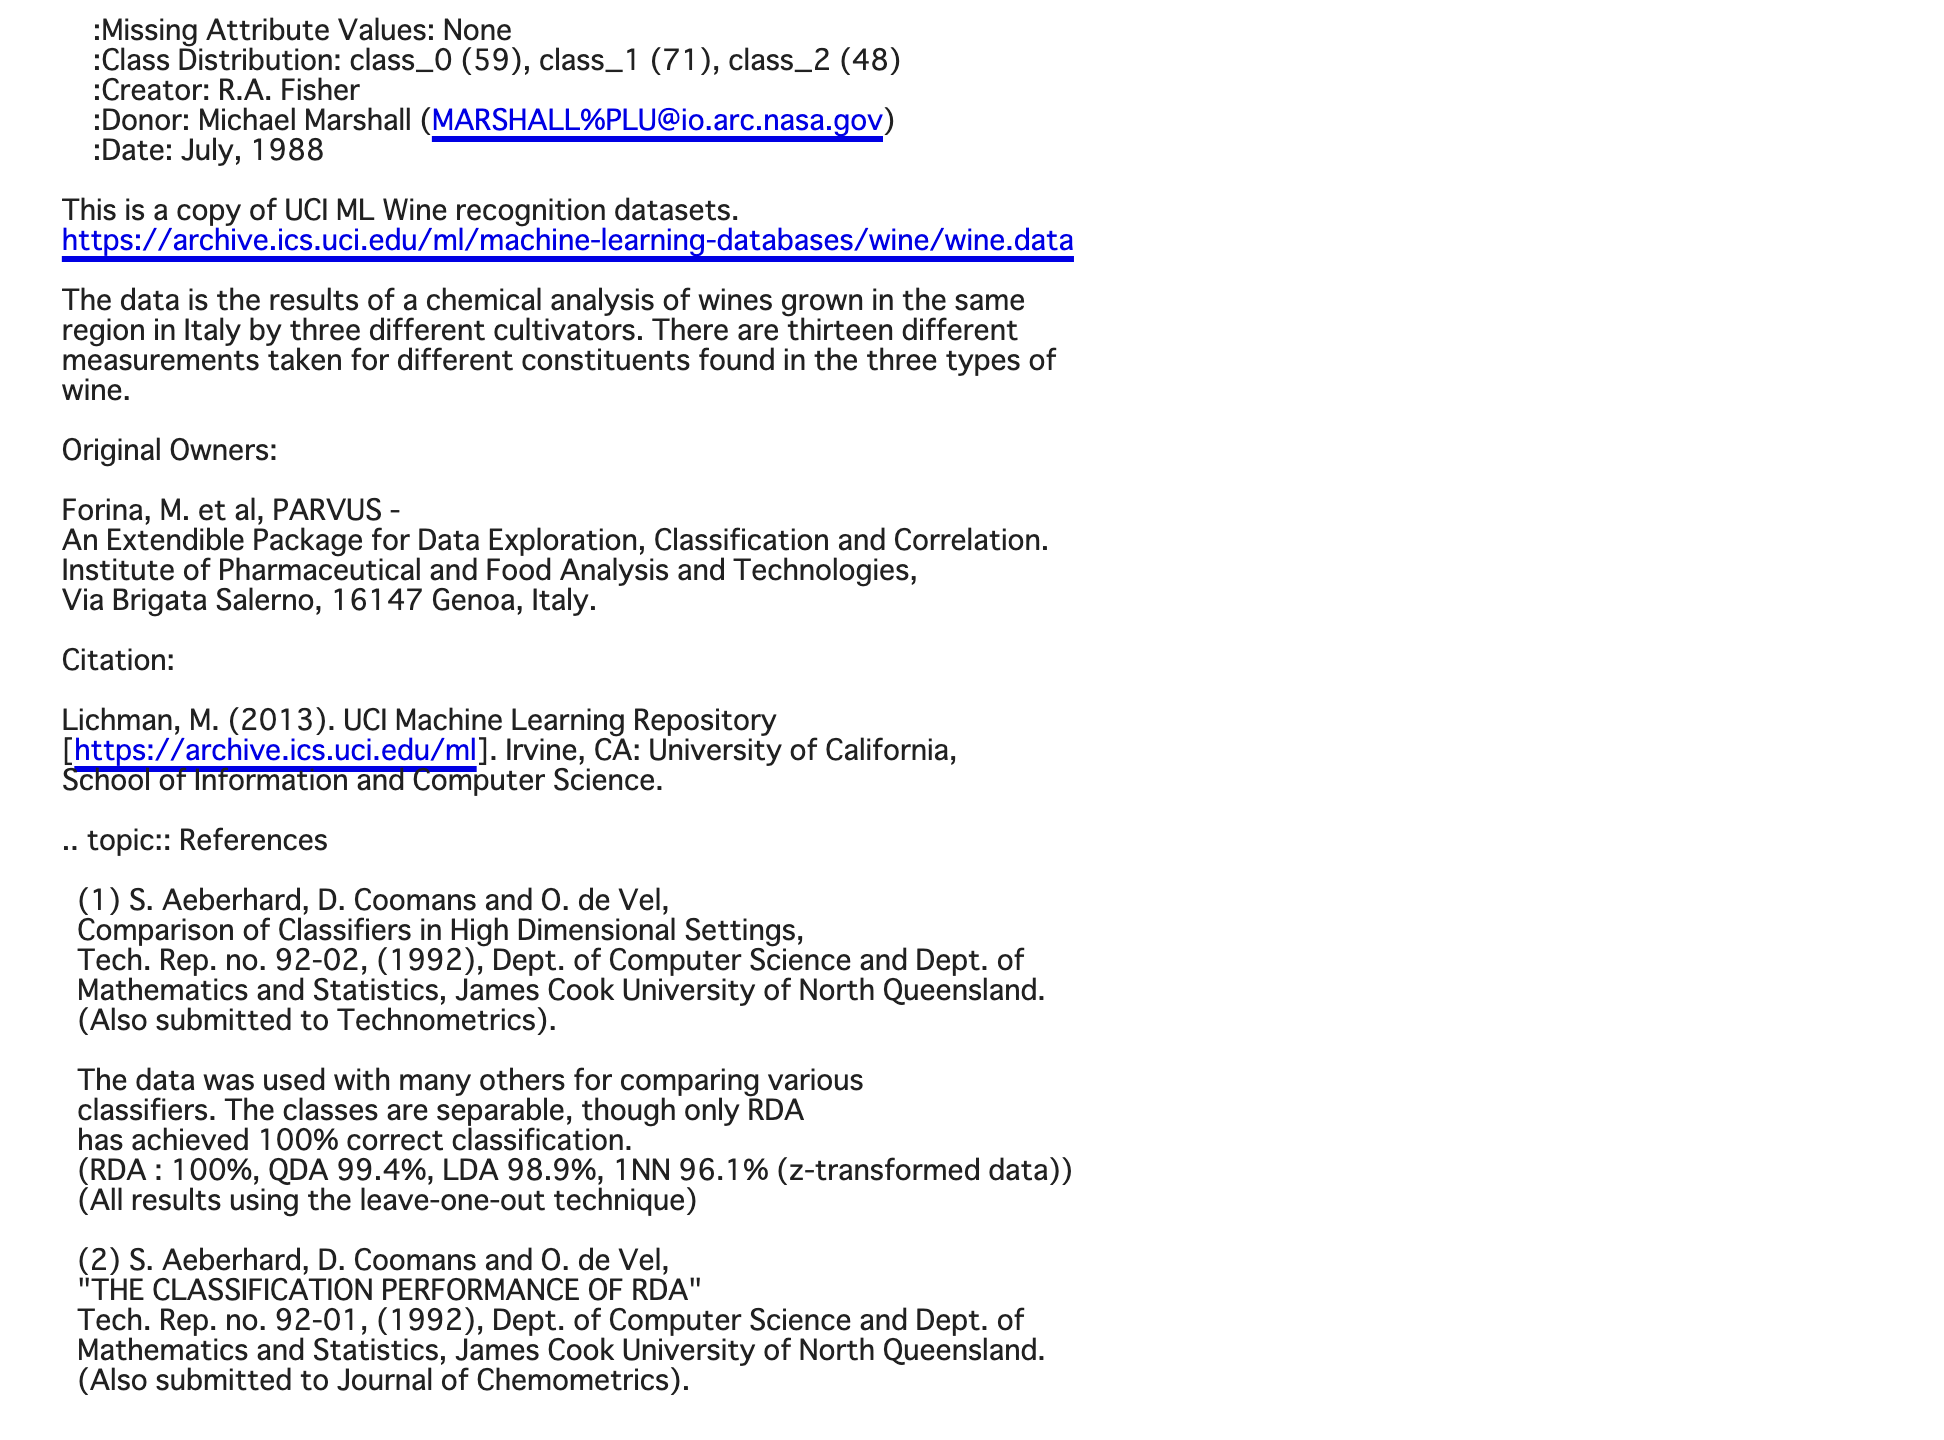 :Missing Attribute Values: None
:Class Distribution: class_0 (59), class_1 (71), class_2 (48)
:Creator: R.A. Fisher
:Donor: Michael Marshall (MARSHALL%PLU@io.arc.nasa.gov)
:Date: July, 1988
This is a copy of UCI ML Wine recognition datasets.
https://archive.ics.uci.edu/ml/machine-learning-databases/wine/wine.data
The data is the results of a chemical analysis of wines grown in the same
region in Italy by three different cultivators. There are thirteen different
measurements taken for different constituents found in the three types of
wine.
Original Owners:
Forina, M. et al, PARVUS -
An Extendible Package for Data Exploration, Classification and Correlation.
Institute of Pharmaceutical and Food Analysis and Technologies,
Via Brigata Salerno, 16147 Genoa, Italy.
Citation:
Lichman, M. (2013). UCI Machine Learning Repository
[https://archive.ics.uci.edu/ml]. Irvine, CA: University of California,
School of Information and Computer Science.
.. topic:: References
(1) S. Aeberhard, D. Coomans and O. de Vel,
Comparison of Classifiers in High Dimensional Settings,
Tech. Rep. no. 92-02, (1992), Dept. of Computer Science and Dept. of
Mathematics and Statistics, James Cook University of North Queensland.
(Also submitted to Technometrics).
The data was used with many others for comparing various
classifiers. The classes are separable, though only RDA
has achieved 100% correct classification.
(RDA : 100%, QDA 99.4%, LDA 98.9%, 1NN 96.1% (z-transformed data))
(All results using the leave-one-out technique)
(2) S. Aeberhard, D. Coomans and O. de Vel,
"THE CLASSIFICATION PERFORMANCE OF RDA"
Tech. Rep. no. 92-01, (1992), Dept. of Computer Science and Dept. of
Mathematics and Statistics, James Cook University of North Queensland.
(Also submitted to Journal of Chemometrics).